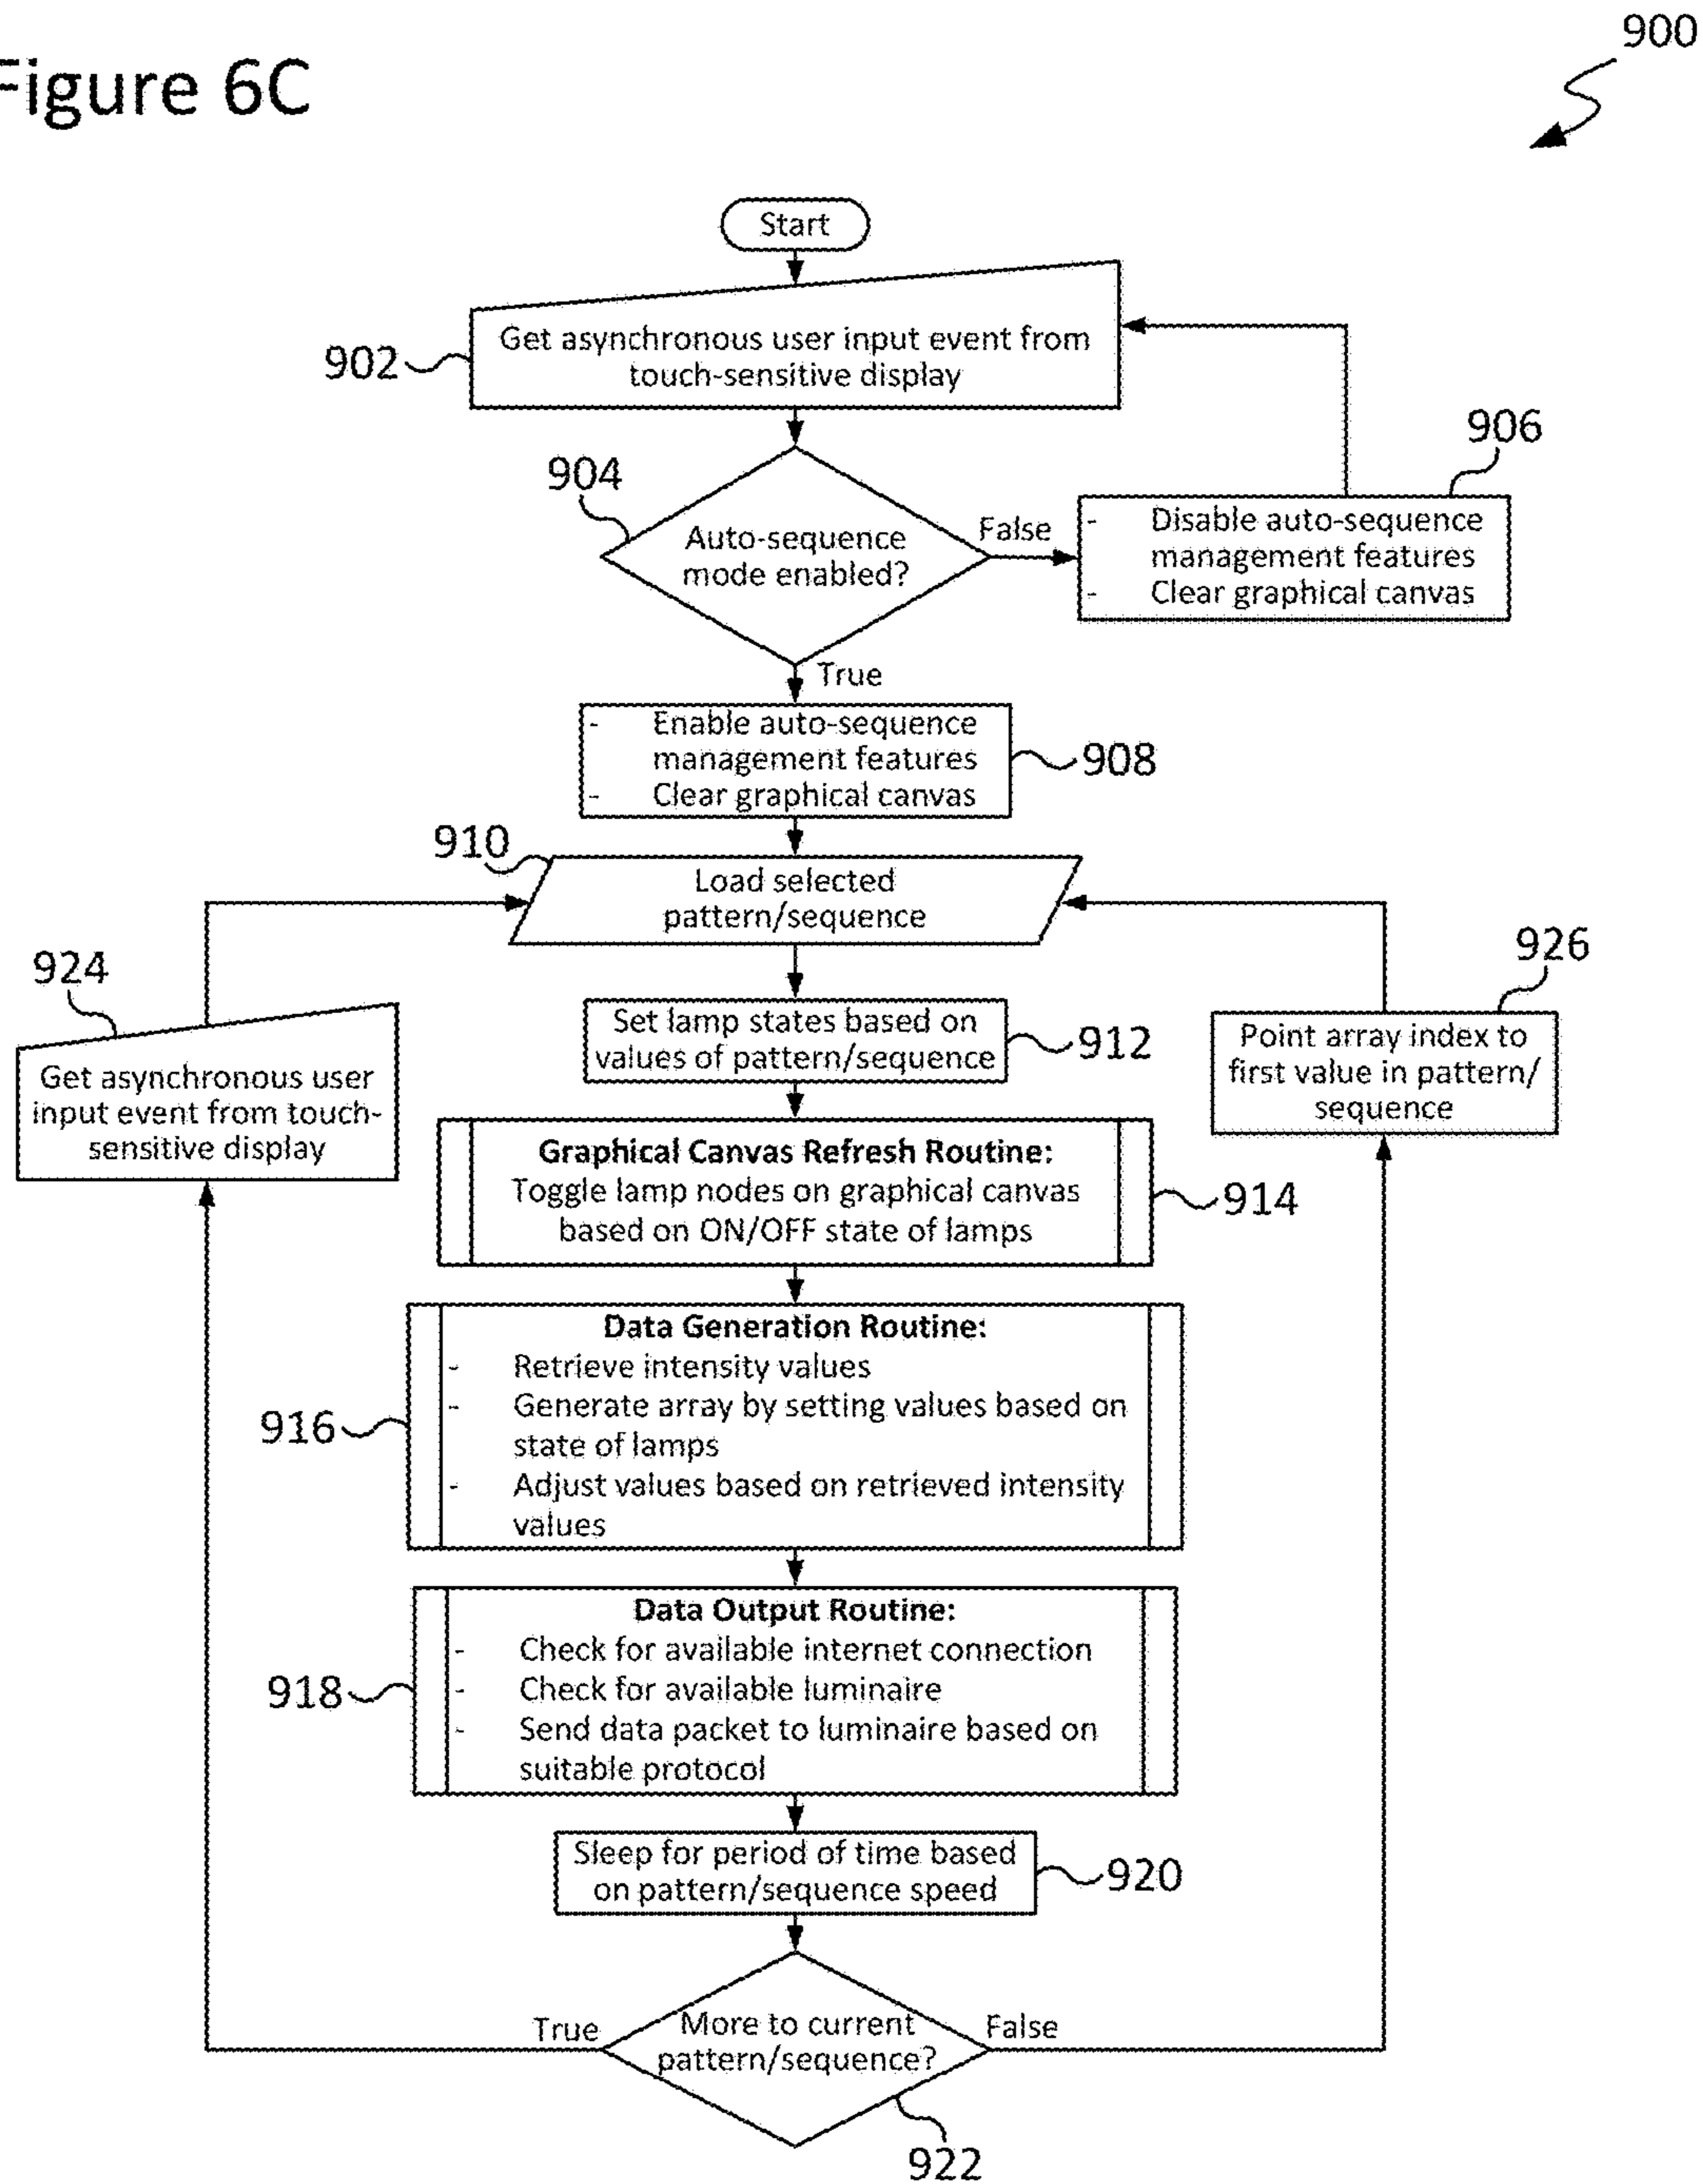 Figure 6C
900
Start
902
Get asynchronous user input event from
touch-sensitive display
904
Auto-sequence
mode enabled?
False
906
- Disable auto-sequence
management features
- Clear graphical canvas
True
- Enable auto-sequence
management features
- Clear graphical canvas
908
910
Load selected
pattern/sequence
924
Get asynchronous user
input event from touch-
sensitive display
Set lamp states based on
values of pattern/sequence
912
926
Point array index to
first value in pattern/
sequence
Graphical Canvas Refresh Routine:
Toggle lamp nodes on graphical canvas
based on ON/OFF state of lamps
914
916
Data Generation Routine:
- Retrieve intensity values
- Generate array by setting values based on
state of lamps
- Adjust values based on retrieved intensity
values
918
Data Output Routine:
- Check for available internet connection
- Check for available luminaire
- Send data packet to luminaire based on
suitable protocol
Sleep for period of time based
on pattern/sequence speed
920
True
More to current
pattern/sequence?
False
922